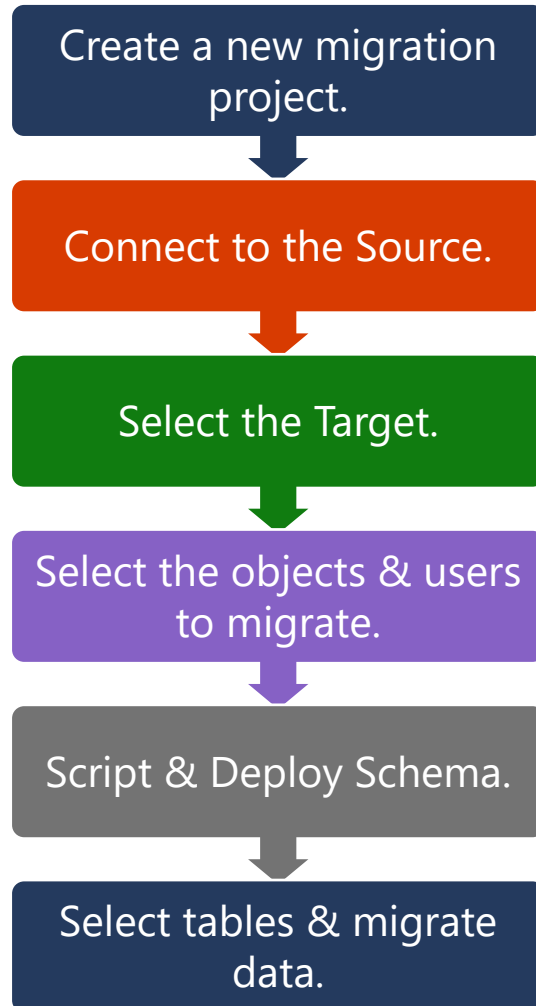 Create a new migration
project.
Connect to the Source.
Select the Target.
Select the objects & users
to migrate.
Script & Deploy Schema.
Select tables & migrate
data.